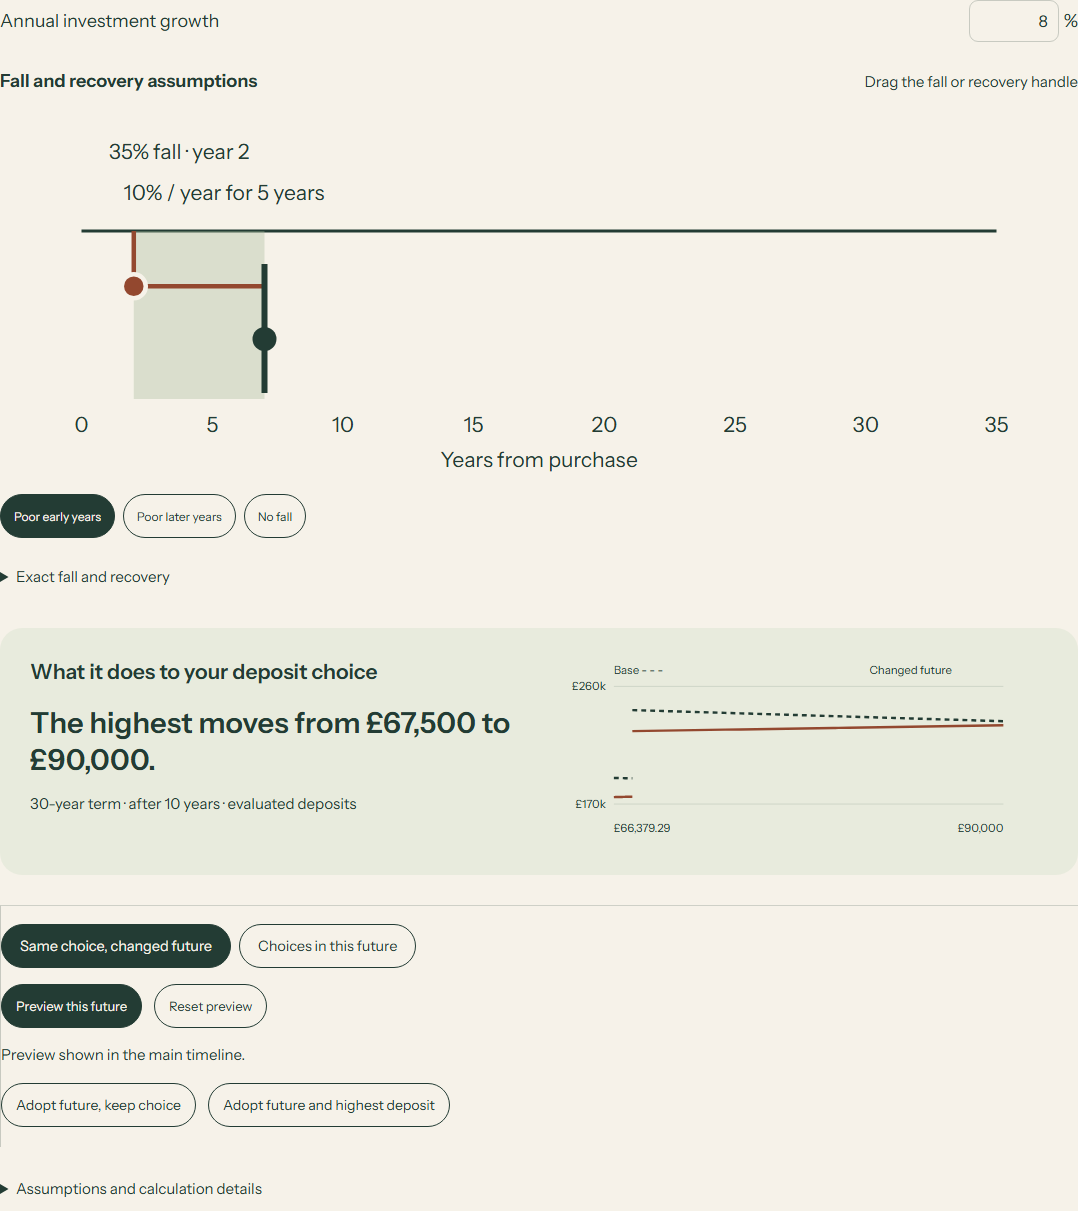 Annual investment growth 8 %
Fall and recovery assumptions Drag the fall or recovery handle
35% fall · year 2
10% / year for 5 years
0 5 10 15 20 25 30 35
Years from purchase
Poor early years Poor later years No fall
Exact fall and recovery
What it does to your deposit choice
The highest moves from £67,500 to
£90,000.
30-year term · after 10 years · evaluated deposits
Base - - - Changed future
£260k
£170k
£66,379.29 £90,000
Same choice, changed future Choices in this future
Preview this future Reset preview
Preview shown in the main timeline.
Adopt future, keep choice Adopt future and highest deposit
Assumptions and calculation details